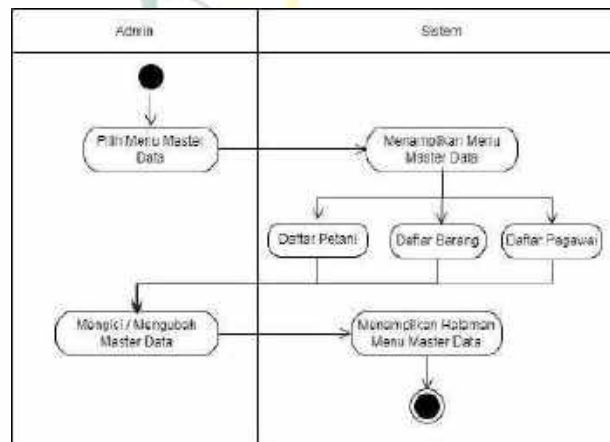 Admin
Sistem
Pilih Menu Master
Data
Menampilkan Menu
Master Data
Daftar Petani
Daftar Barang
Daftar Pegawai
Mengisi / Mengubah
Master Data
Menampilkan Halaman
Menu Master Data